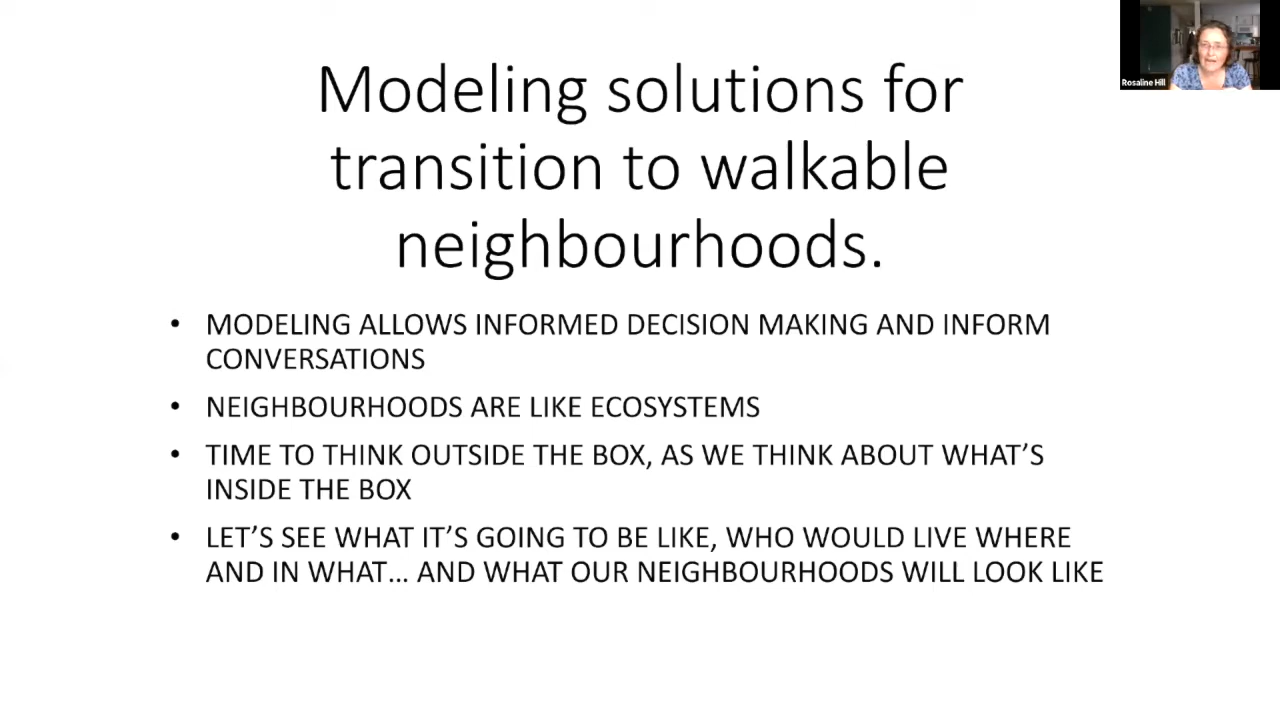 Modeling solutions for
transition to walkable
neighbourhoods.
Rosaline Hill
• MODELING ALLOWS INFORMED DECISION MAKING AND INFORM
CONVERSATIONS
• NEIGHBOURHOODS ARE LIKE ECOSYSTEMS
• TIME TO THINK OUTSIDE THE BOX, AS WE THINK ABOUT WHAT’S
INSIDE THE BOX
• LET’S SEE WHAT IT’S GOING TO BE LIKE, WHO WOULD LIVE WHERE
AND IN WHAT… AND WHAT OUR NEIGHBOURHOODS WILL LOOK LIKE